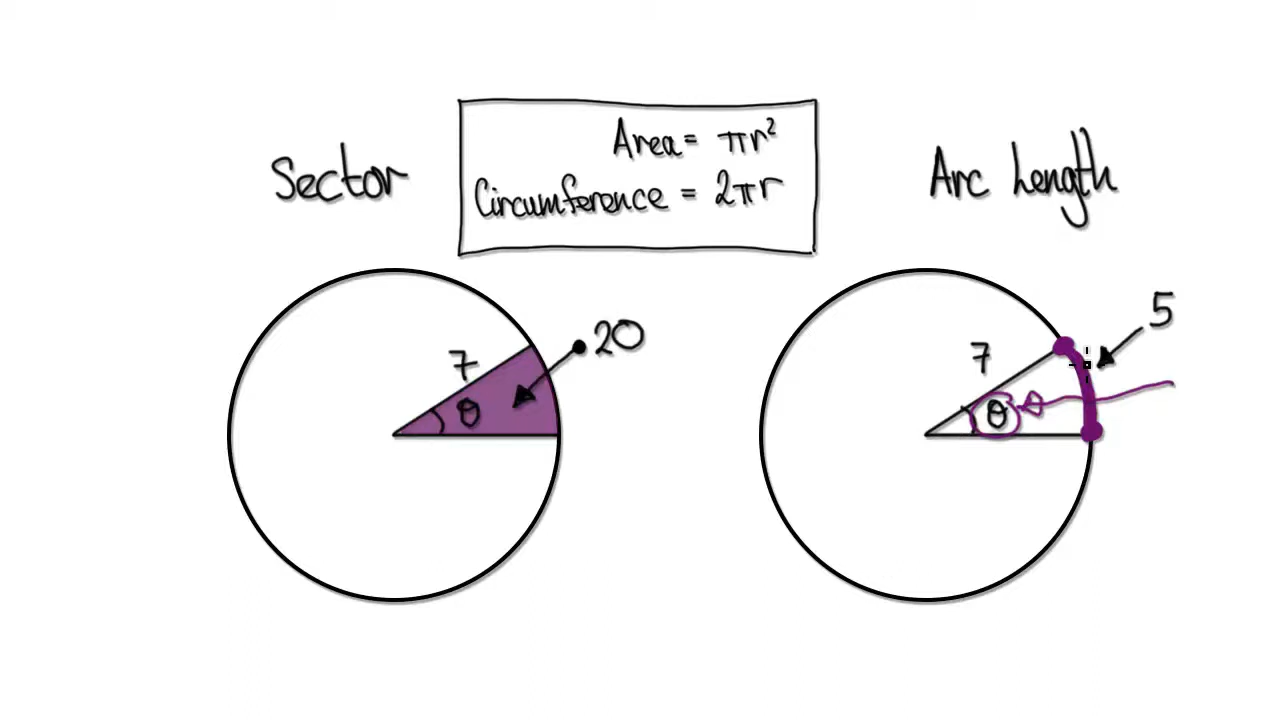 Sector
Area = πr²
Circumference = 2πr
Arc Length
7
θ
20
7
θ
5